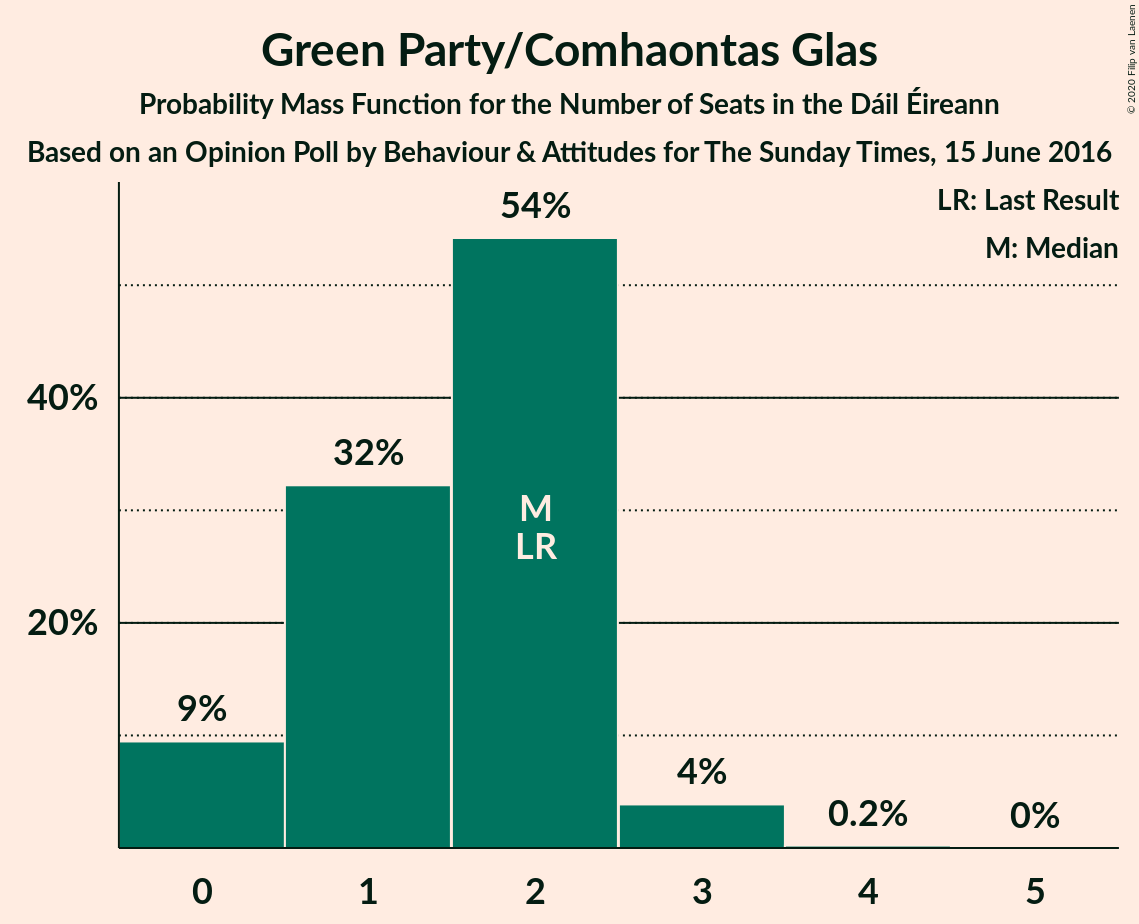 Green Party/Comhaontas Glas
Probability Mass Function for the Number of Seats in the Dáil Éireann
Based on an Opinion Poll by Behaviour & Attitudes for The Sunday Times, 15 June 2016
© 2020 Filip van Laenen
LR: Last Result
M: Median
54%
40%
32%
M
LR
20%
9%
4%
0.2%
0%
0 1 2 3 4 5